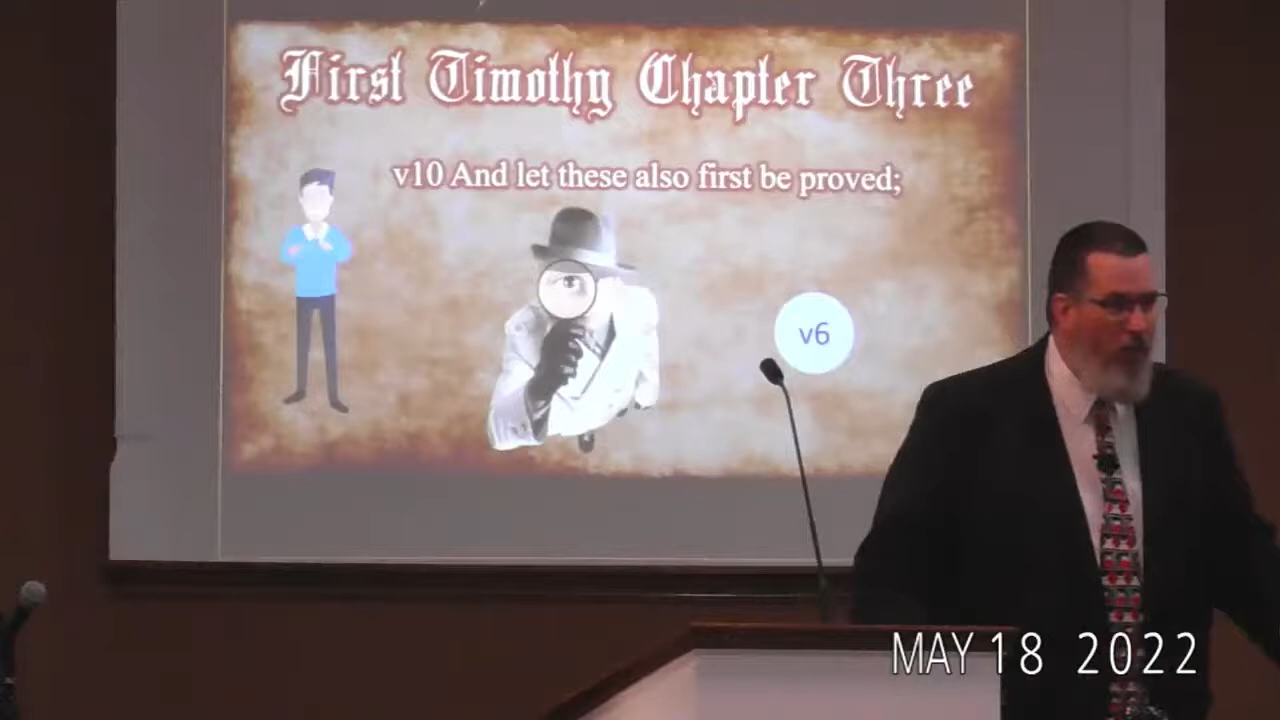 First Timothy Chapter Three
v10 And let these also first be proved;
v6
MAY 18 2022